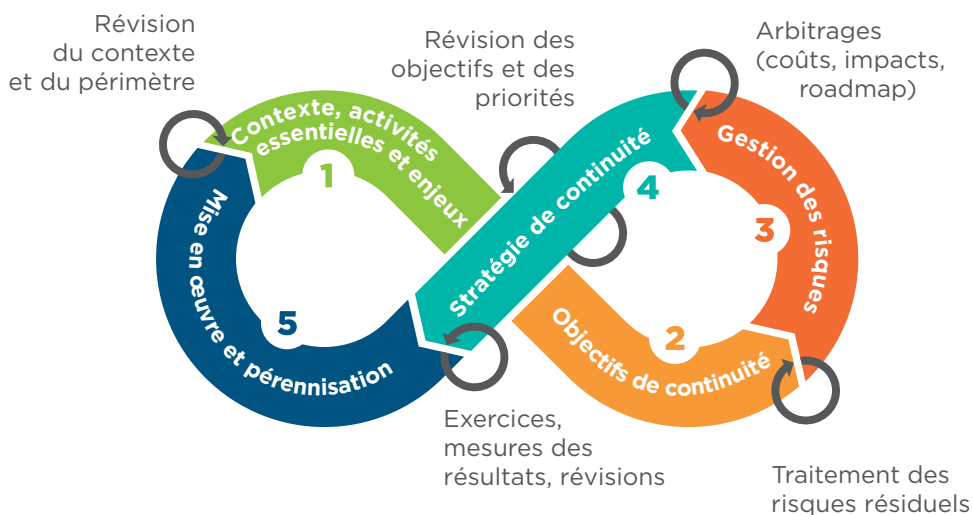 Révision
du contexte
et du périmètre
Révision des
objectifs et des
priorités
Arbitrages
(coûts, impacts,
roadmap)
Contexte, activités
essentielles et enjeux
1
Stratégie de continuité
4
Gestion des risques
3
Mise en œuvre et pérennisation
5
Objectifs de continuité
2
Exercices,
mesures des
résultats, révisions
Traitement des
risques résiduels